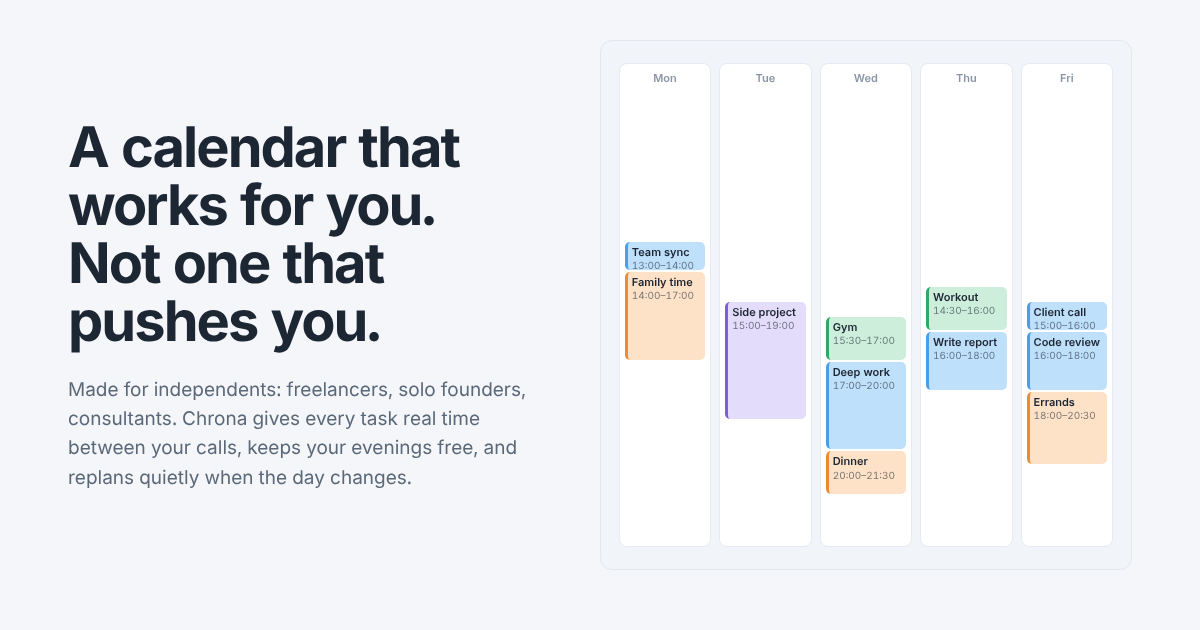 A calendar that
works for you.
Not one that
pushes you.
Made for independents: freelancers, solo founders,
consultants. Chrona gives every task real time
between your calls, keeps your evenings free, and
replans quietly when the day changes.
Mon
Team sync
13:00–14:00
Family time
14:00–17:00
Tue
Side project
15:00–19:00
Wed
Gym
15:30–17:00
Deep work
17:00–20:00
Dinner
20:00–21:30
Thu
Workout
14:30–16:00
Write report
16:00–18:00
Fri
Client call
15:00–16:00
Code review
16:00–18:00
Errands
18:00–20:30